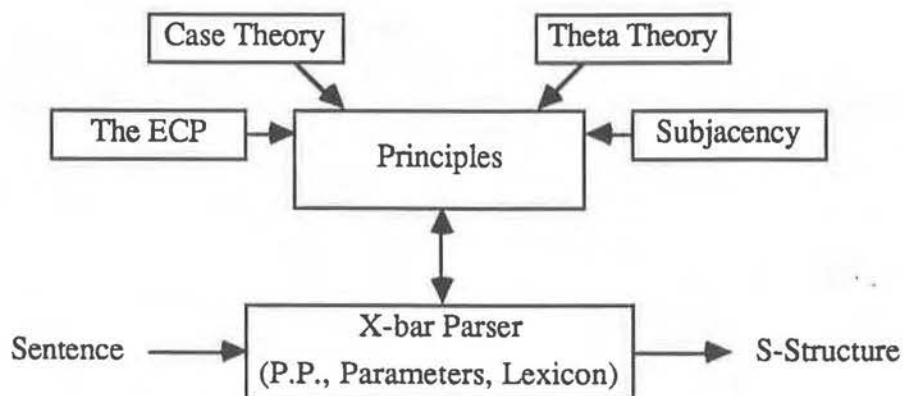 Case Theory
Theta Theory
The ECP
Principles
Subjacency
X-bar Parser
Sentence
(P.P., Parameters, Lexicon)
S-Structure